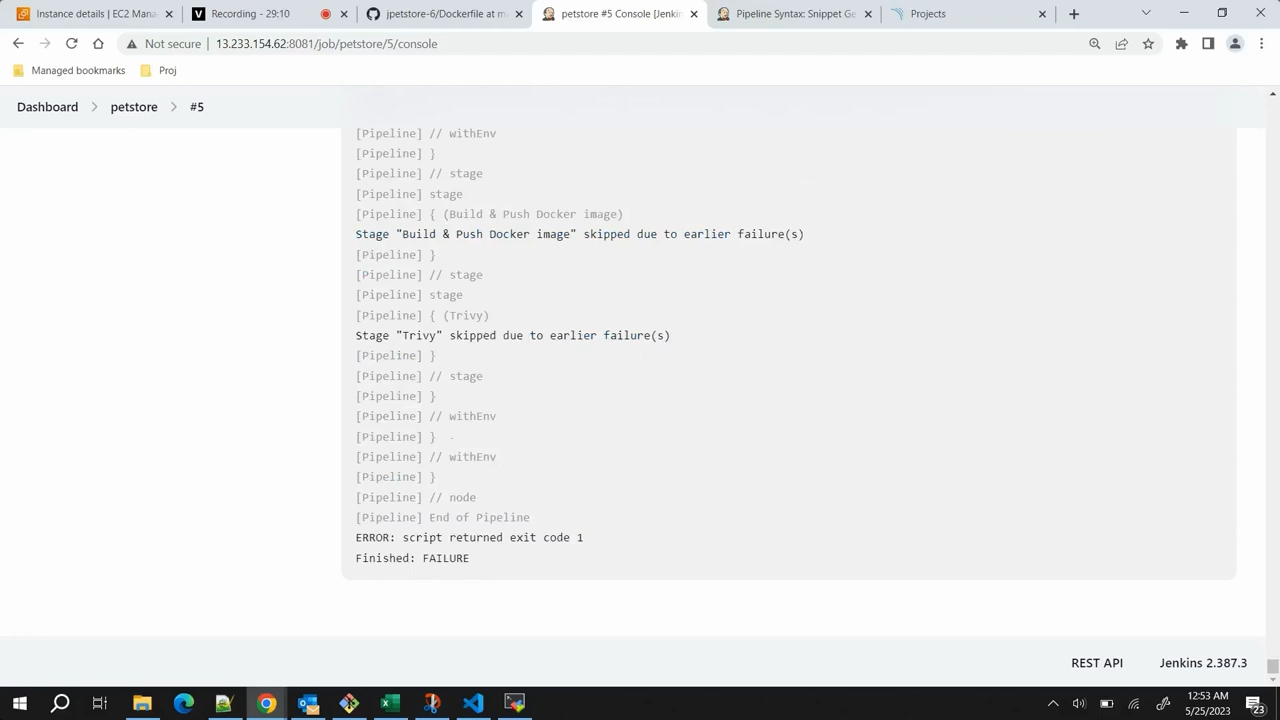 Instance details | EC2 Mana
Recording - 29:10
jpetstore-6/Dockerfile at m
petstore #5 Console [Jenkin
Pipeline Syntax: Snippet Ge
Projects
Not secure | 13.233.154.62:8081/job/petstore/5/console
Managed bookmarks
Proj
Dashboard > petstore > #5
[Pipeline] // withEnv
[Pipeline] }
[Pipeline] // stage
[Pipeline] stage
[Pipeline] { (Build & Push Docker image)
Stage "Build & Push Docker image" skipped due to earlier failure(s)
[Pipeline] }
[Pipeline] // stage
[Pipeline] stage
[Pipeline] { (Trivy)
Stage "Trivy" skipped due to earlier failure(s)
[Pipeline] }
[Pipeline] // stage
[Pipeline] }
[Pipeline] // withEnv
[Pipeline] }
[Pipeline] // withEnv
[Pipeline] }
[Pipeline] // node
[Pipeline] End of Pipeline
ERROR: script returned exit code 1
Finished: FAILURE
REST API
Jenkins 2.387.3
12:53 AM
5/25/2023
23